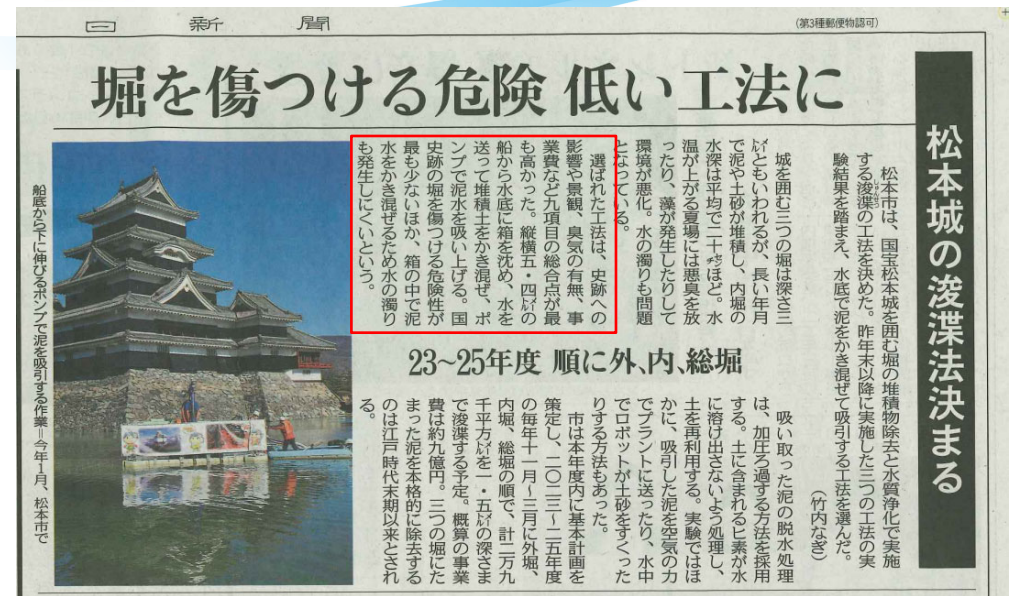 日新聞
(第3種郵便物認可)
堀を傷つける危険 低い工法に
松本城の浚渫法決まる
松本市は、国宝松本城を囲む堀の堆積物除去と水質浄化で実施
する浚渫の工法を決めた。昨年末以降に実施した三つの工法の実
しゅんせつ
験結果を踏まえ、水底で泥をかき混ぜて吸引する工法を選んだ。
(竹内なぎ)
城を囲む三つの堀は深さ三
㍍ともいわれるが、長い年月
で泥や土砂が堆積し、内堀の
水深は平均で二十㌢ほど。水
温が上がる夏場には悪臭を放
ったり、藻が発生したりして
環境が悪化。水の濁りも問題
となっている。
選ばれた工法は、史跡への
影響や景観、臭気の有無、事
業費など九項目の総合点が最
も高かった。縦横五・四㍍の
船から水底に箱を沈め、水を
送って堆積土をかき混ぜ、ポ
ンプで泥水を吸い上げる。国
史跡の堀を傷つける危険性が
最も少ないほか、箱の中で泥
水をかき混ぜるため水の濁り
も発生しにくいという。
23~25年度 順に外、内、総堀
吸い取った泥の脱水処理
は、加圧ろ過する方法を採用
する。土に含まれるヒ素が水
に溶け出さないよう処理し、
土を再利用する。実験ではほ
かに、吸引した泥を空気の力
でプラントに送ったり、水中
でロボットが土砂をすくった
りする方法もあった。
市は本年度内に基本計画を
策定し、二〇二三~二五年度
の毎年十一月~三月に外堀、
内堀、総堀の順で、計二万九
千平方㍍を一・五㍍の深さま
で浚渫する予定。概算の事業
費は約九億円。三つの堀にた
まった泥を本格的に除去する
のは江戸時代末期以来とされ
る。
船底から下に伸びるポンプで泥を吸引する作業=今年1月、松本市で